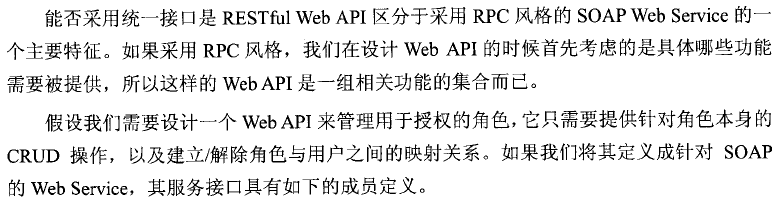 能否采用统一接口是 RESTful Web API 区分于采用 RPC 风格的 SOAP Web Service 的一
个主要特征。如果采用 RPC 风格，我们在设计 Web API 的时候首先考虑的是具体哪些功能
需要被提供，所以这样的 Web API 是一组相关功能的集合而已。
假设我们需要设计一个 Web API 来管理用于授权的角色，它只需要提供针对角色本身的
CRUD 操作，以及建立/解除角色与用户之间的映射关系。如果我们将其定义成针对 SOAP
的 Web Service，其服务接口具有如下的成员定义。